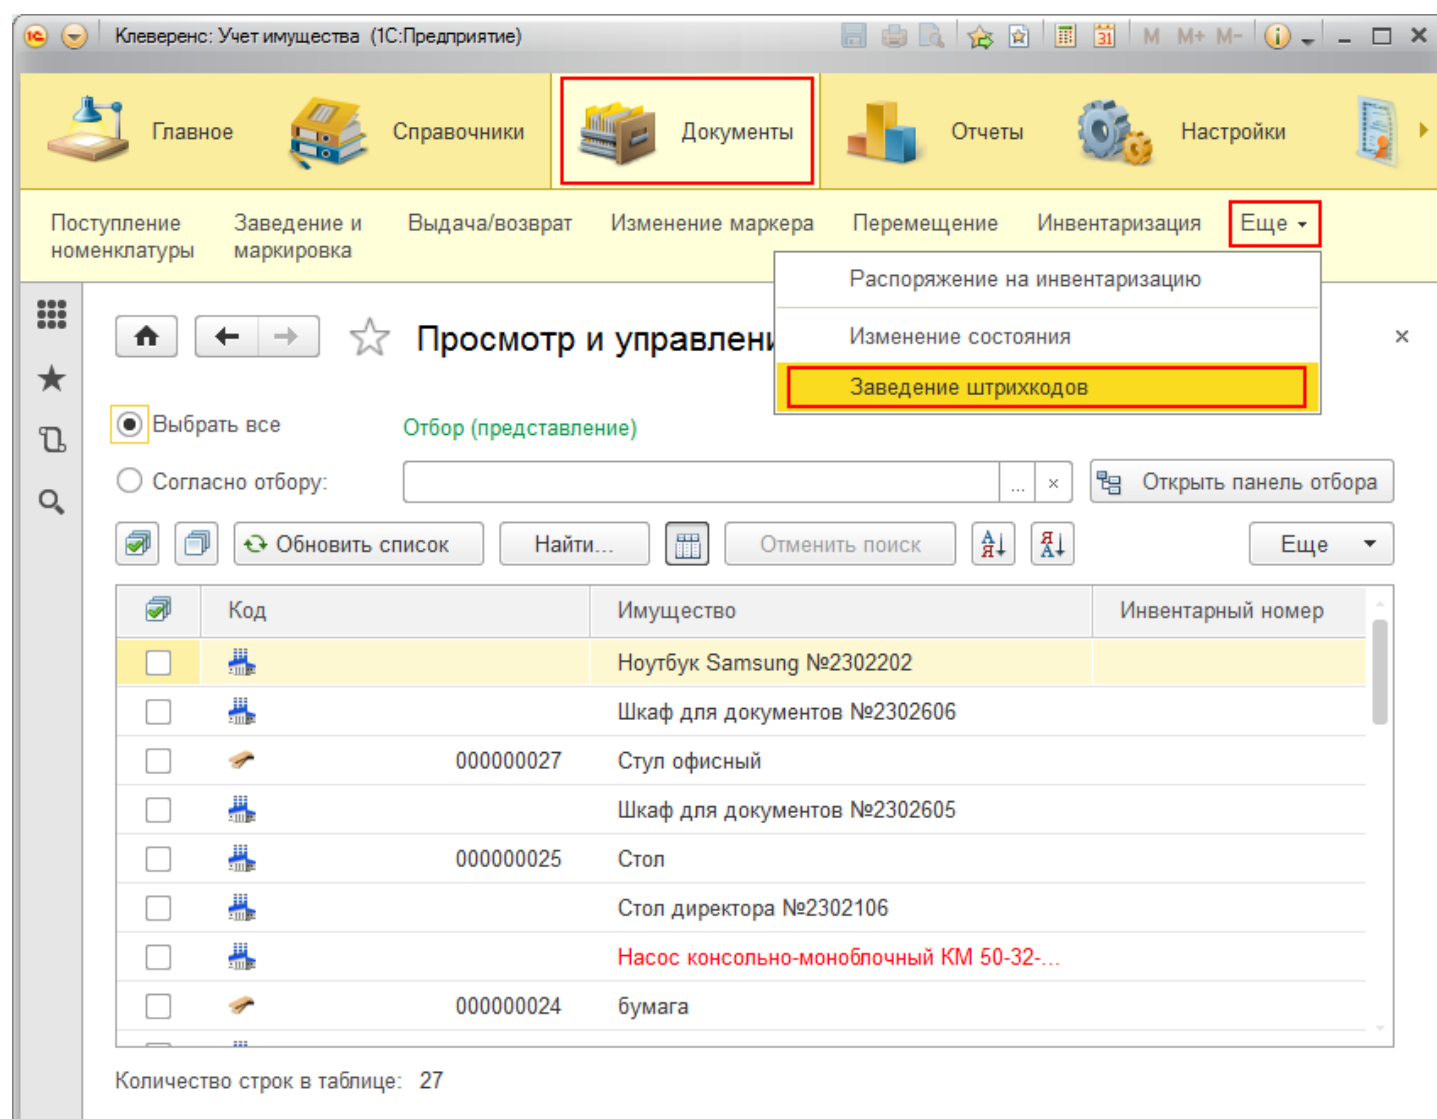 Клеверенс: Учет имущества (1С:Предприятие)
M M+ M-
Главное
Справочники
Документы
Отчеты
Настройки
Поступление номенклатуры
Заведение и маркировка
Выдача/возврат
Изменение маркера
Перемещение
Инвентаризация
Еще
Распоряжение на инвентаризацию
Изменение состояния
Заведение штрихкодов
Просмотр и управлени
Выбрать все
Отбор (представление)
Согласно отбору:
...
×
Открыть панель отбора
Обновить список
Найти...
Отменить поиск
Еще
Код Имущество Инвентарный номер
Ноутбук Samsung №2302202
Шкаф для документов №2302606
000000027 Стул офисный
Шкаф для документов №2302605
000000025 Стол
Стол директора №2302106
Насос консольно-моноблочный КМ 50-32-...
000000024 бумага
Количество строк в таблице: 27